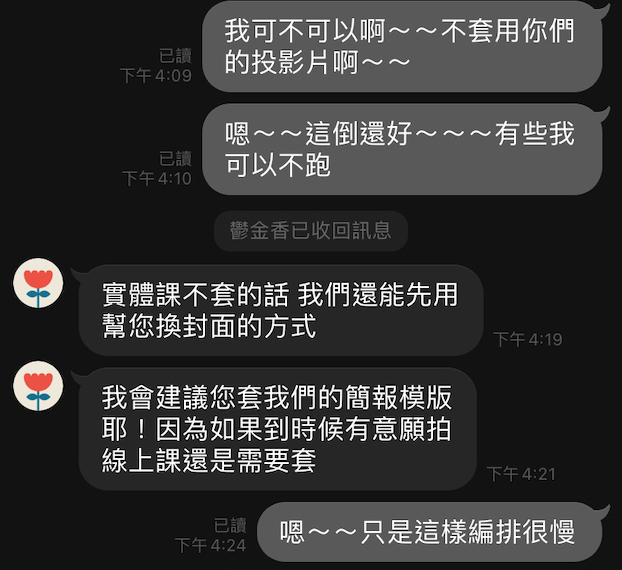 我可不可以啊～～不套用你們
的投影片啊～～
已讀
下午 4:09
嗯～～這倒還好～～～有些我
可以不跑
已讀
下午 4:10
鬱金香已收回訊息
實體課不套的話 我們還能先用
幫您換封面的方式
下午 4:19
我會建議您套我們的簡報模版
耶！因為如果到時候有意願拍
線上課還是需要套
下午 4:21
嗯～～只是這樣編排很慢
已讀
下午 4:24